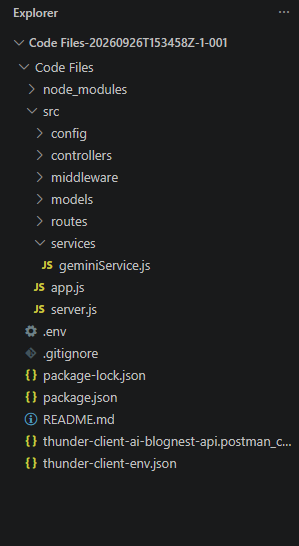 Explorer
Code Files-20260926T153458Z-1-001
Code Files
node_modules
src
config
controllers
middleware
models
routes
services
JS geminiService.js
JS app.js
JS server.js
.env
.gitignore
{} package-lock.json
{} package.json
README.md
{} thunder-client-ai-blognest-api.postman_c...
{} thunder-client-env.json